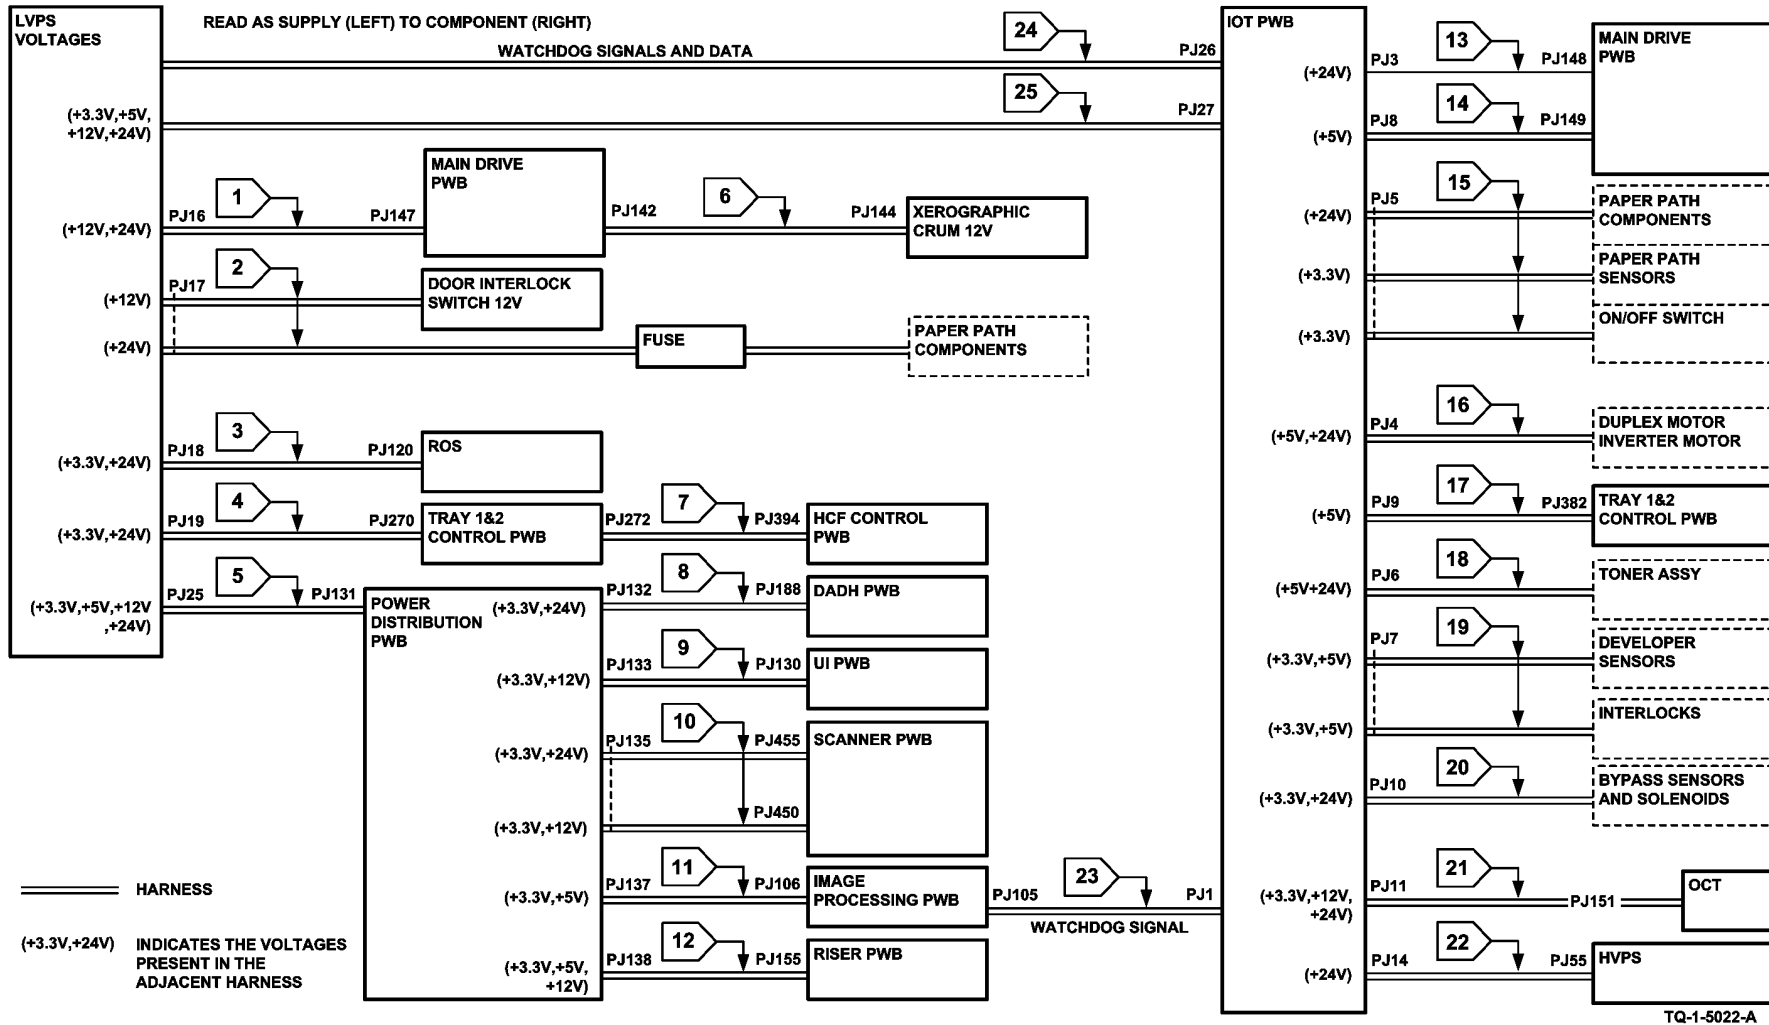 LVPS
VOLTAGES
READ AS SUPPLY (LEFT) TO COMPONENT (RIGHT)
WATCHDOG SIGNALS AND DATA
24
PJ26
25
PJ27
(+3.3V,+5V,
+12V,+24V)
(+12V,+24V)
PJ16
1
PJ147
MAIN DRIVE
PWB
PJ142
6
PJ144
XEROGRAPHIC
CRUM 12V
(+12V)
PJ17
2
DOOR INTERLOCK
SWITCH 12V
(+24V)
FUSE
PAPER PATH
COMPONENTS
(+3.3V,+24V)
PJ18
3
PJ120
ROS
(+3.3V,+24V)
PJ19
4
PJ270
TRAY 1&2
CONTROL PWB
PJ272
7
PJ394
HCF CONTROL
PWB
(+3.3V,+5V,+12V
,+24V)
PJ25
5
PJ131
POWER
DISTRIBUTION
PWB
(+3.3V,+24V)
PJ132
8
PJ188
DADH PWB
(+3.3V,+12V)
PJ133
9
PJ130
UI PWB
(+3.3V,+24V)
PJ135
10
PJ455
SCANNER PWB
(+3.3V,+12V)
PJ450
(+3.3V,+5V)
PJ137
11
PJ106
IMAGE
PROCESSING PWB
PJ105
23
PJ1
WATCHDOG SIGNAL
(+3.3V,+5V,
+12V)
PJ138
12
PJ155
RISER PWB
HARNESS
(+3.3V,+24V)
INDICATES THE VOLTAGES
PRESENT IN THE
ADJACENT HARNESS
IOT PWB
(+24V)
PJ3
13
PJ148
MAIN DRIVE
PWB
(+5V)
PJ8
14
PJ149
(+24V)
PJ5
15
PAPER PATH
COMPONENTS
(+3.3V)
PAPER PATH
SENSORS
(+3.3V)
ON/OFF SWITCH
(+5V,+24V)
PJ4
16
DUPLEX MOTOR
INVERTER MOTOR
(+5V)
PJ9
17
PJ382
TRAY 1&2
CONTROL PWB
(+5V+24V)
PJ6
18
TONER ASSY
(+3.3V,+5V)
PJ7
19
DEVELOPER
SENSORS
(+3.3V,+5V)
INTERLOCKS
(+3.3V,+24V)
PJ10
20
BYPASS SENSORS
AND SOLENOIDS
(+3.3V,+12V,
+24V)
PJ11
21
PJ151
OCT
(+24V)
PJ14
22
PJ55
HVPS
TQ-1-5022-A